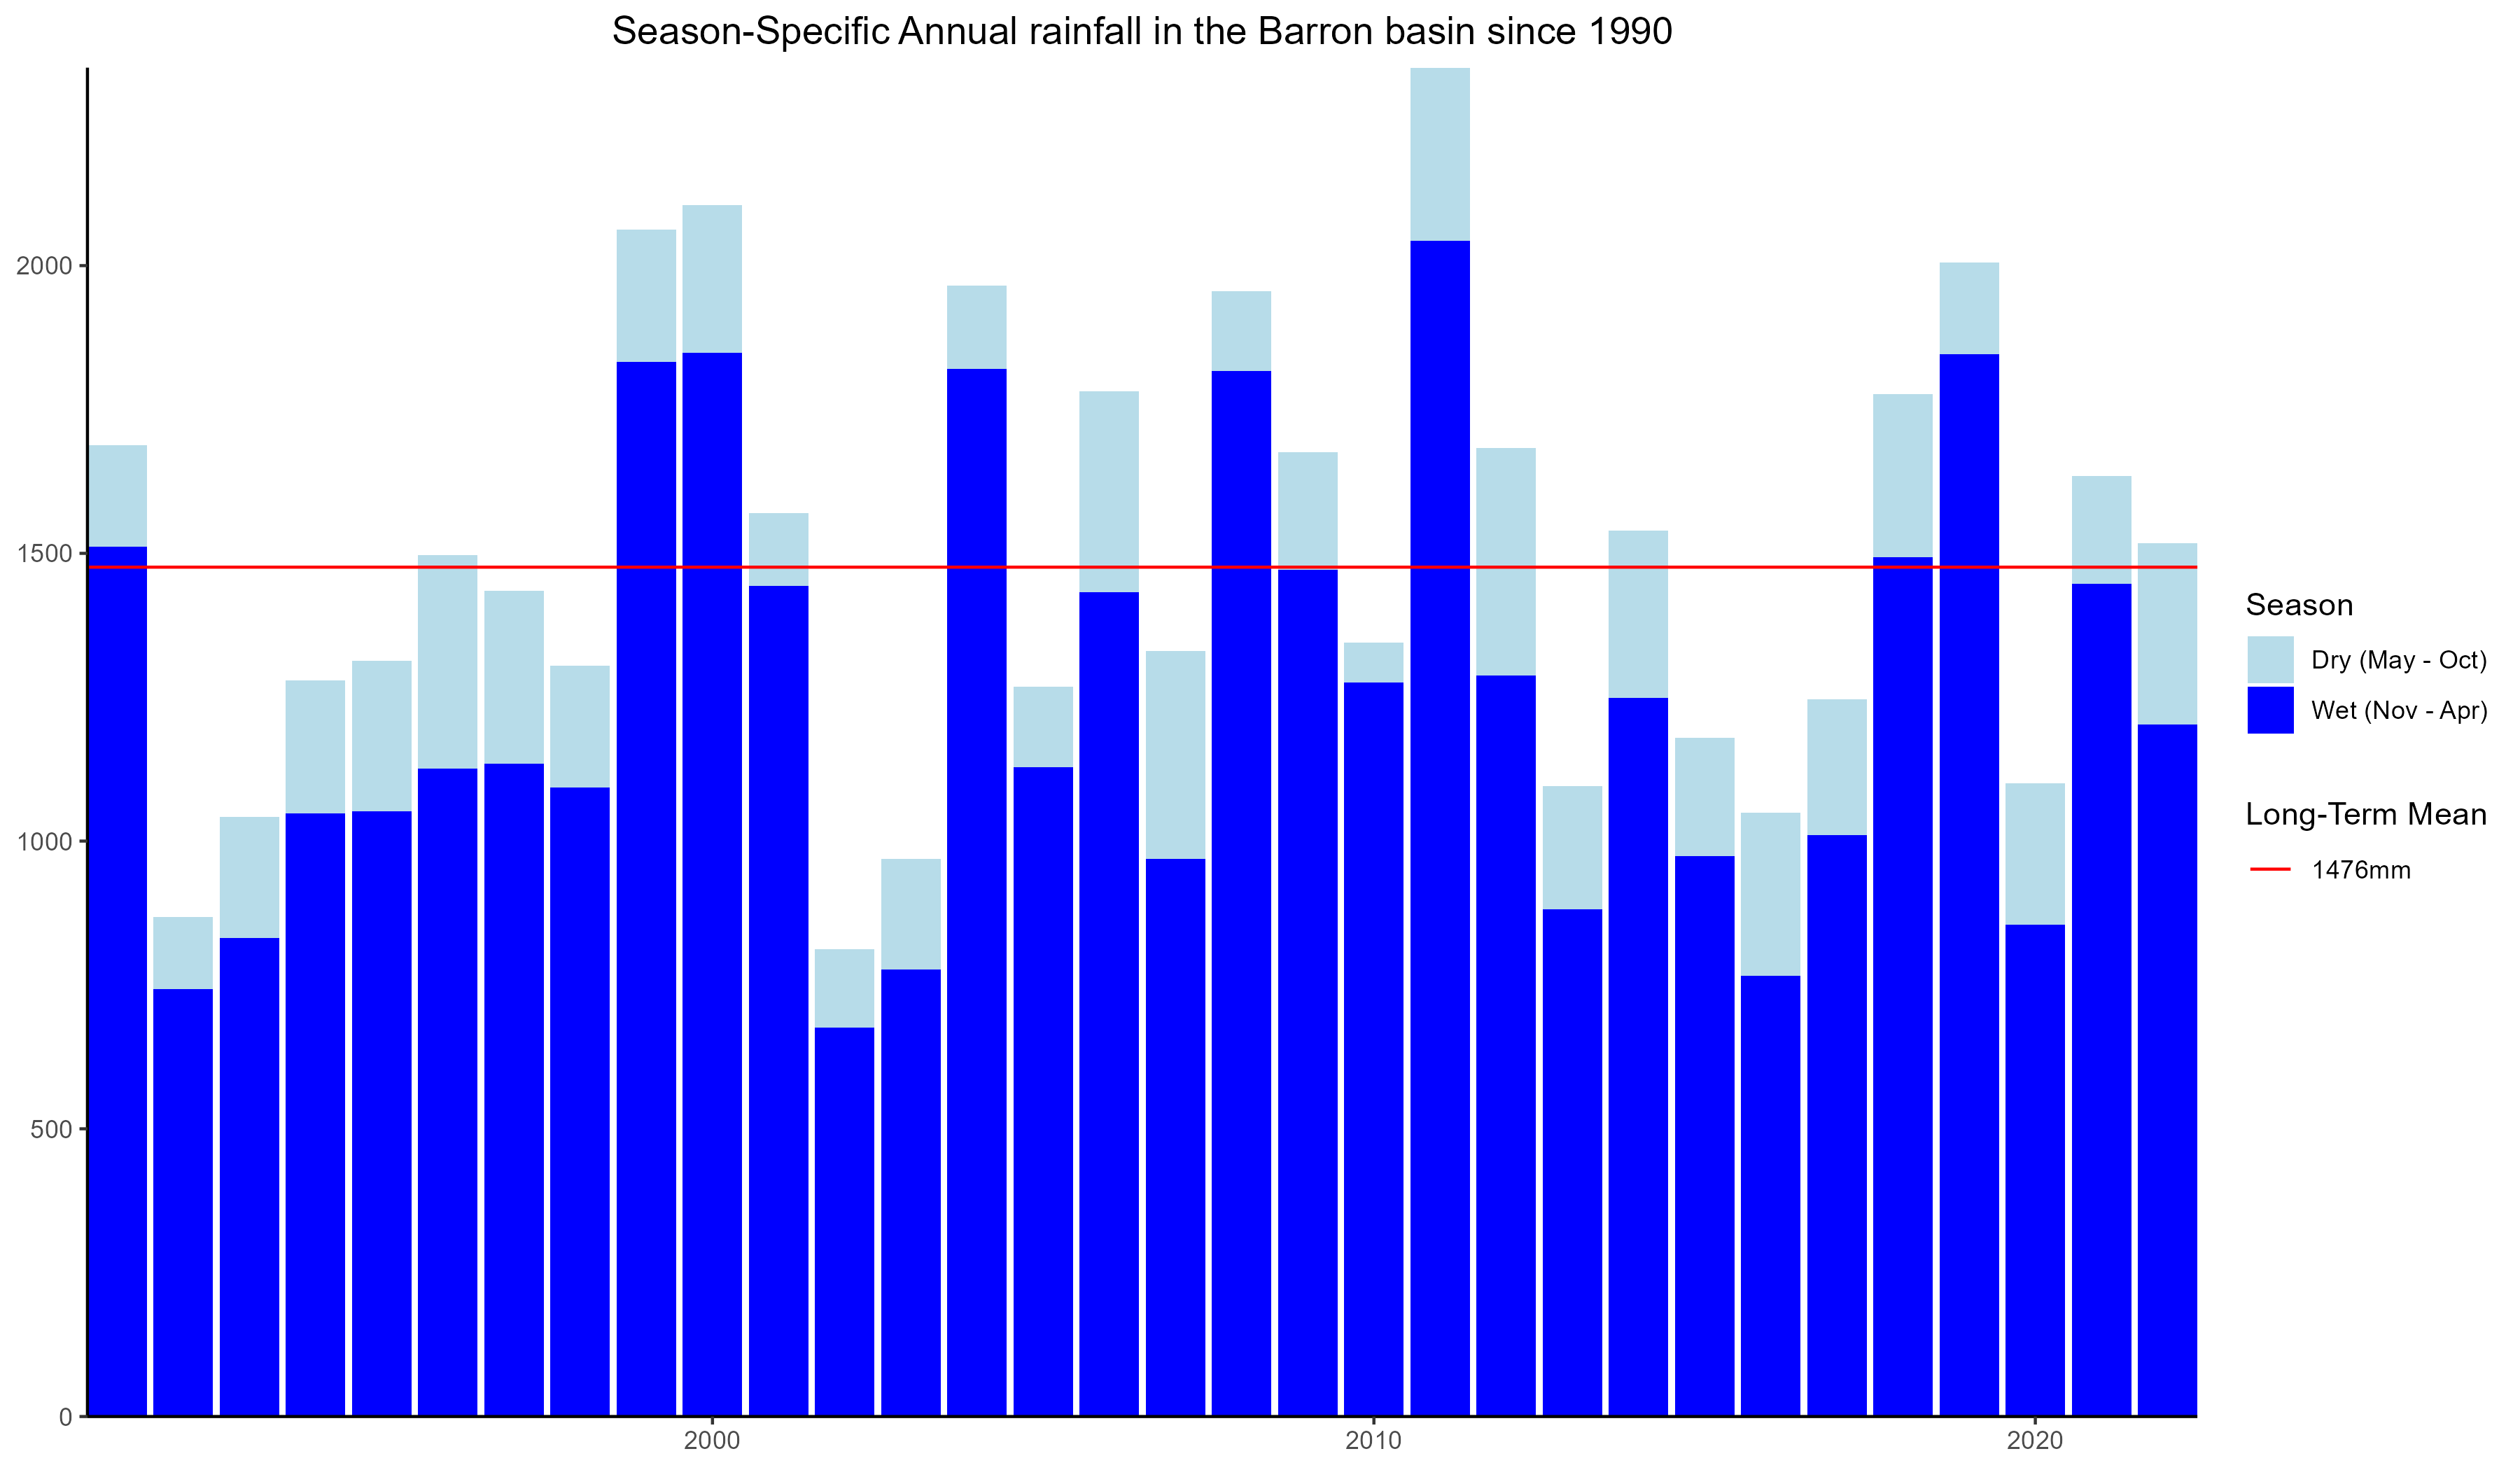 Season-Specific Annual rainfall in the Barron basin since 1990
2000
1500
1000
500
0
2000
2010
2020
Season
Dry (May - Oct)
Wet (Nov - Apr)
Long-Term Mean
1476mm